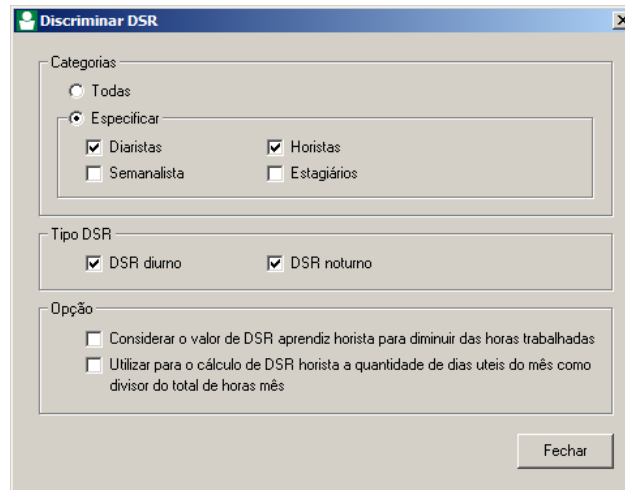 Discriminar DSR
Categorias
Todas
Especificar
Diaristas
Horistas
Semanalista
Estagiários
Tipo DSR
DSR diurno
DSR noturno
Opção
Considerar o valor de DSR aprendiz horista para diminuir das horas trabalhadas
Utilizar para o cálculo de DSR horista a quantidade de dias uteis do mês como
divisor do total de horas mês
Fechar